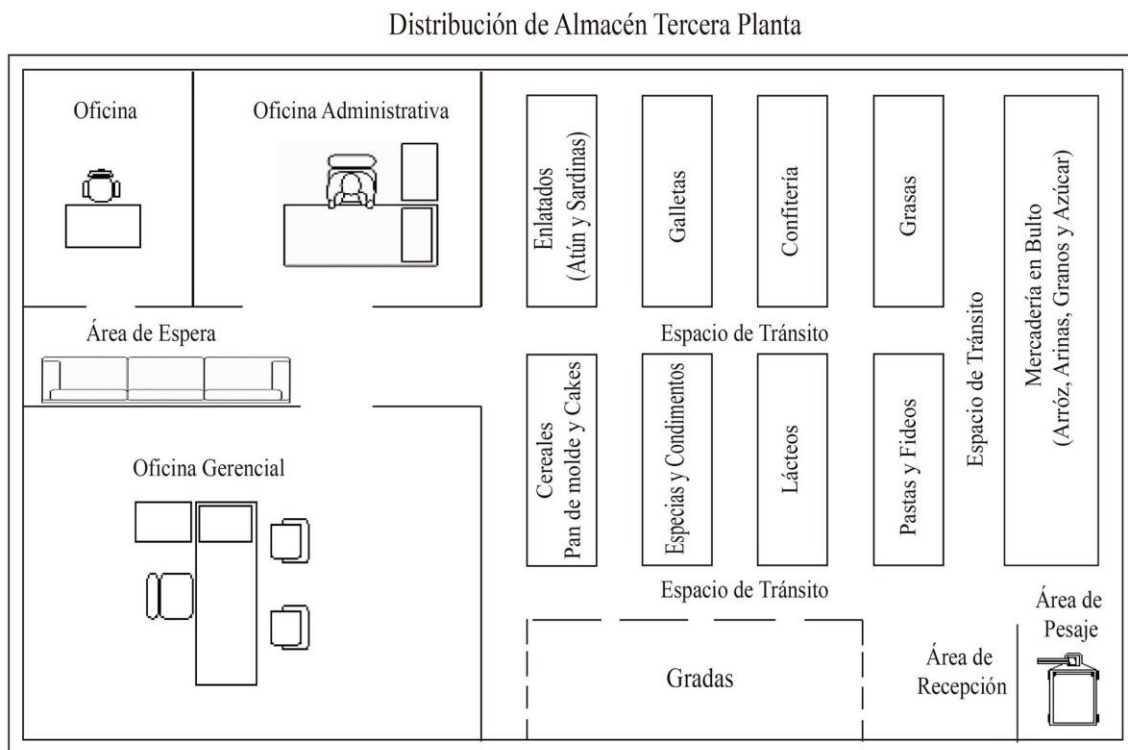 Distribución de Almacén Tercera Planta
Oficina
Oficina Administrativa
Enlatados
(Atún y Sardinas)
Galletas
Confitería
Grasas
Mercadería en Bulto
(Arróz, Arinas, Granos y Azúcar)
Área de Espera
Espacio de Tránsito
Espacio de Tránsito
Cereales
Pan de molde y Cakes
Especias y Condimentos
Lácteos
Pastas y Fideos
Oficina Gerencial
Espacio de Tránsito
Gradas
Área de
Recepción
Área de
Pesaje